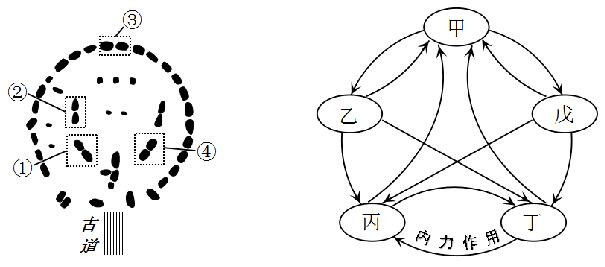 ③
②
①
④
古道
甲
乙
戊
丙
丁
内力作用